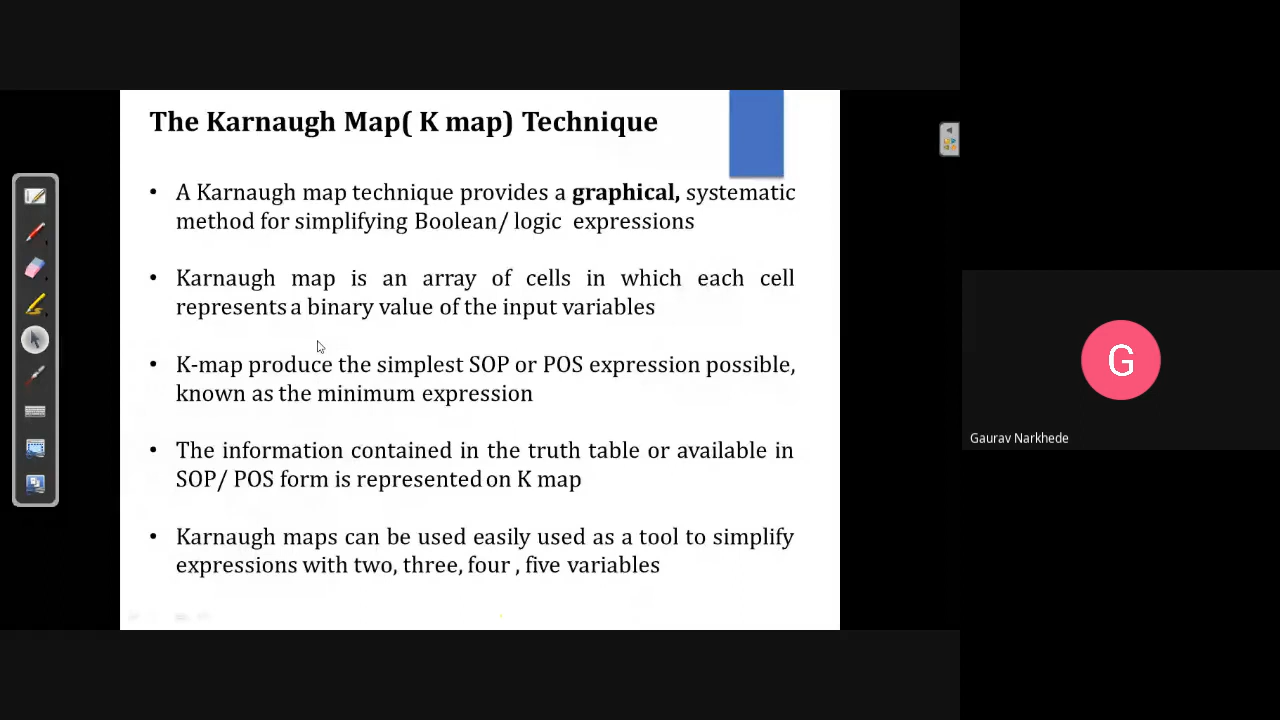 The Karnaugh Map( K map) Technique
• A Karnaugh map technique provides a graphical, systematic
method for simplifying Boolean/ logic expressions
• Karnaugh map is an array of cells in which each cell
represents a binary value of the input variables
• K-map produce the simplest SOP or POS expression possible,
known as the minimum expression
• The information contained in the truth table or available in
SOP/ POS form is represented on K map
• Karnaugh maps can be used easily used as a tool to simplify
expressions with two, three, four , five variables
G
Gaurav Narkhede